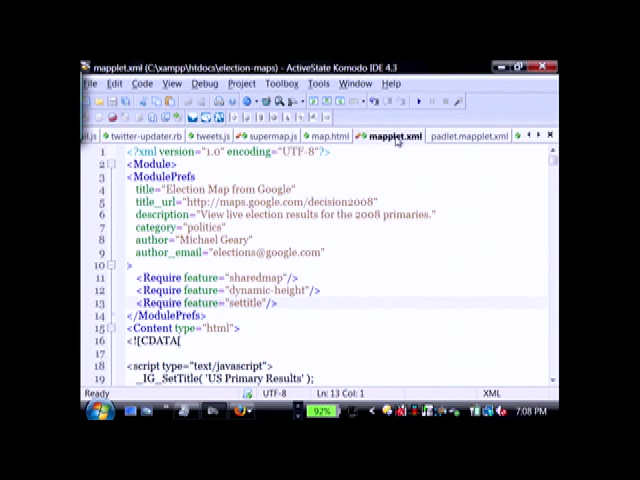 mapplet.xml (C:\xampp\htdocs\election-maps) - ActiveState Komodo IDE 4.3
File Edit Code View Debug Project Toolbox Tools Window Help
il.js twitter-updater.rb tweets.js supermap.js map.html mapplet.xml padlet.mapplet.xml
1 <?xml version="1.0" encoding="UTF-8"?>
2 <Module>
3 <ModulePrefs
4 title="Election Map from Google"
5 title_url="http://maps.google.com/decision2008"
6 description="View live election results for the 2008 primaries."
7 category="politics"
8 author="Michael Geary"
9 author_email="elections@google.com"
10 >
11 <Require feature="sharedmap"/>
12 <Require feature="dynamic-height"/>
13 <Require feature="settitle"/>
14 </ModulePrefs>
15 <Content type="html">
16 <![CDATA[
17
18 <script type="text/javascript">
19 _IG_SetTitle( 'US Primary Results' );
Ready UTF-8 Ln: 13 Col: 1 XML
92% 7:08 PM